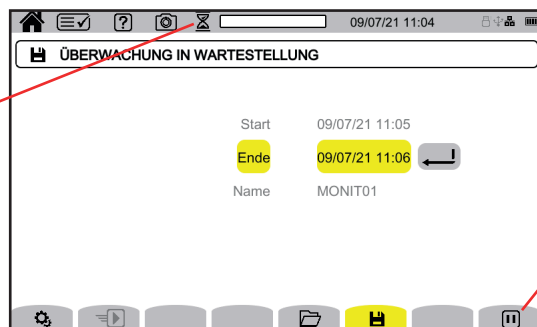 09/07/21 11:04
ÜBERWACHUNG IN WARTESTELLUNG
Start 09/07/21 11:05
Ende 09/07/21 11:06
Name MONIT01